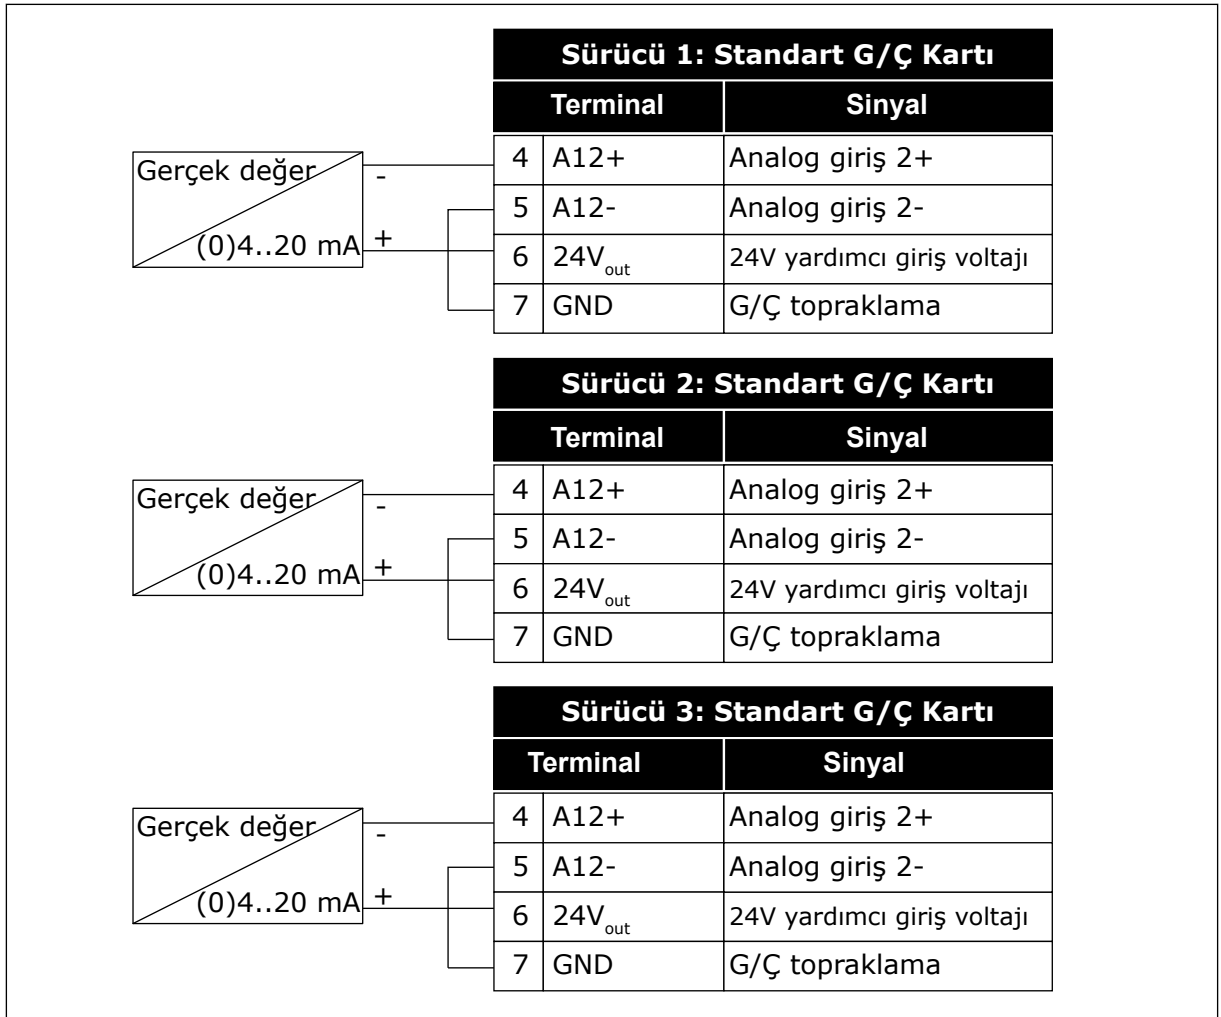 Sürücü 1: Standart G/Ç Kartı
Terminal Sinyal
Gerçek değer
(0)4..20 mA
-
+
4 A12+ Analog giriş 2+
5 A12- Analog giriş 2-
6 24Vout 24V yardımcı giriş voltajı
7 GND G/Ç topraklama
Sürücü 2: Standart G/Ç Kartı
Terminal Sinyal
Gerçek değer
(0)4..20 mA
-
+
4 A12+ Analog giriş 2+
5 A12- Analog giriş 2-
6 24Vout 24V yardımcı giriş voltajı
7 GND G/Ç topraklama
Sürücü 3: Standart G/Ç Kartı
Terminal Sinyal
Gerçek değer
(0)4..20 mA
-
+
4 A12+ Analog giriş 2+
5 A12- Analog giriş 2-
6 24Vout 24V yardımcı giriş voltajı
7 GND G/Ç topraklama